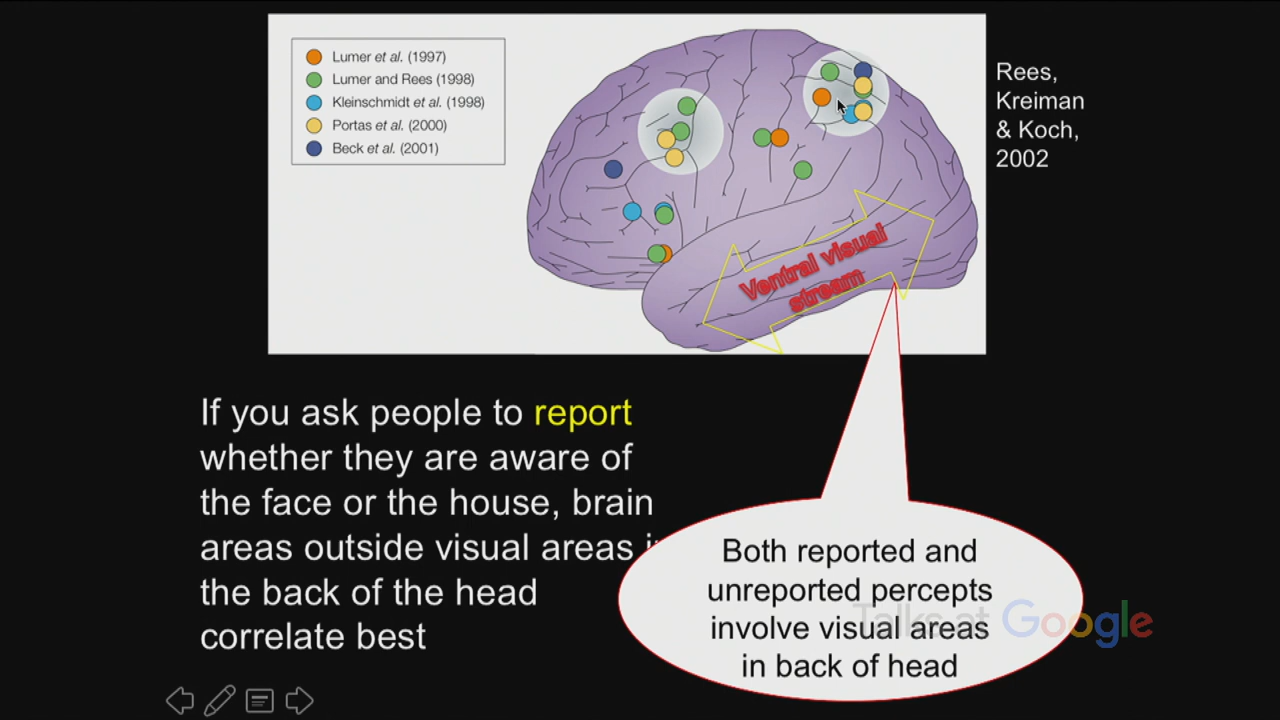 Lumer et al. (1997)
Lumer and Rees (1998)
Kleinschmidt et al. (1998)
Portas et al. (2000)
Beck et al. (2001)
Rees,
Kreiman
& Koch,
2002
Ventral visual
stream
If you ask people to report
whether they are aware of
the face or the house, brain
areas outside visual areas i
the back of the head
correlate best
Both reported and
unreported percepts
involve visual areas
in back of head
Talks at Google